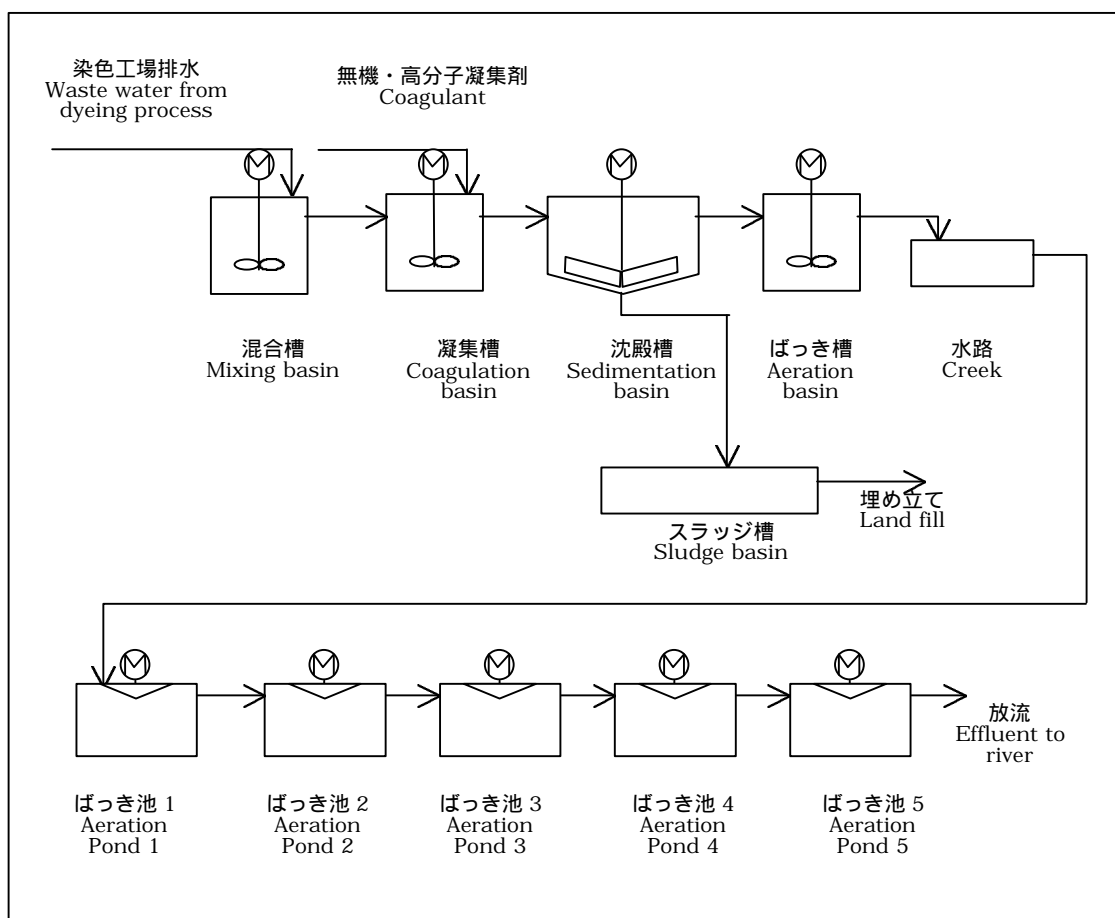 染色工場排水
Waste water from
dyeing process
無機・高分子凝集剤
Coagulant
M
M
M
M
混合槽
Mixing basin
凝集槽
Coagulation
basin
沈殿槽
Sedimentation
basin
ばっき槽
Aeration
basin
水路
Creek
埋め立て
Land fill
スラッジ槽
Sludge basin
M
M
M
M
M
放流
Effluent to
river
ばっき池 1
Aeration
Pond 1
ばっき池 2
Aeration
Pond 2
ばっき池 3
Aeration
Pond 3
ばっき池 4
Aeration
Pond 4
ばっき池 5
Aeration
Pond 5